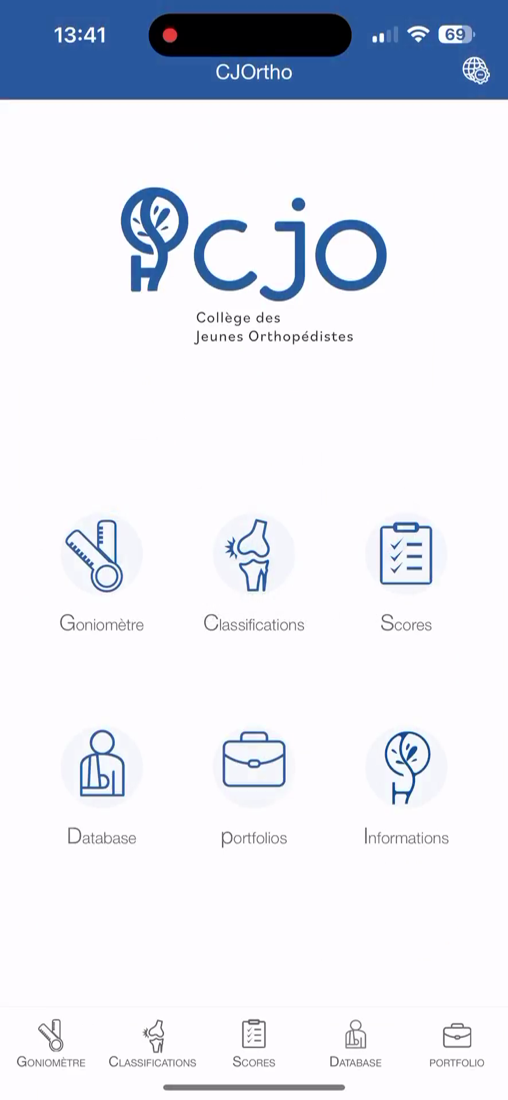 13:41
69
CJOrtho
cjo
Collège des
Jeunes Orthopédistes
Goniomètre
Classifications
Scores
Database
portfolios
Informations
Goniomètre
Classifications
Scores
Database
portfolio